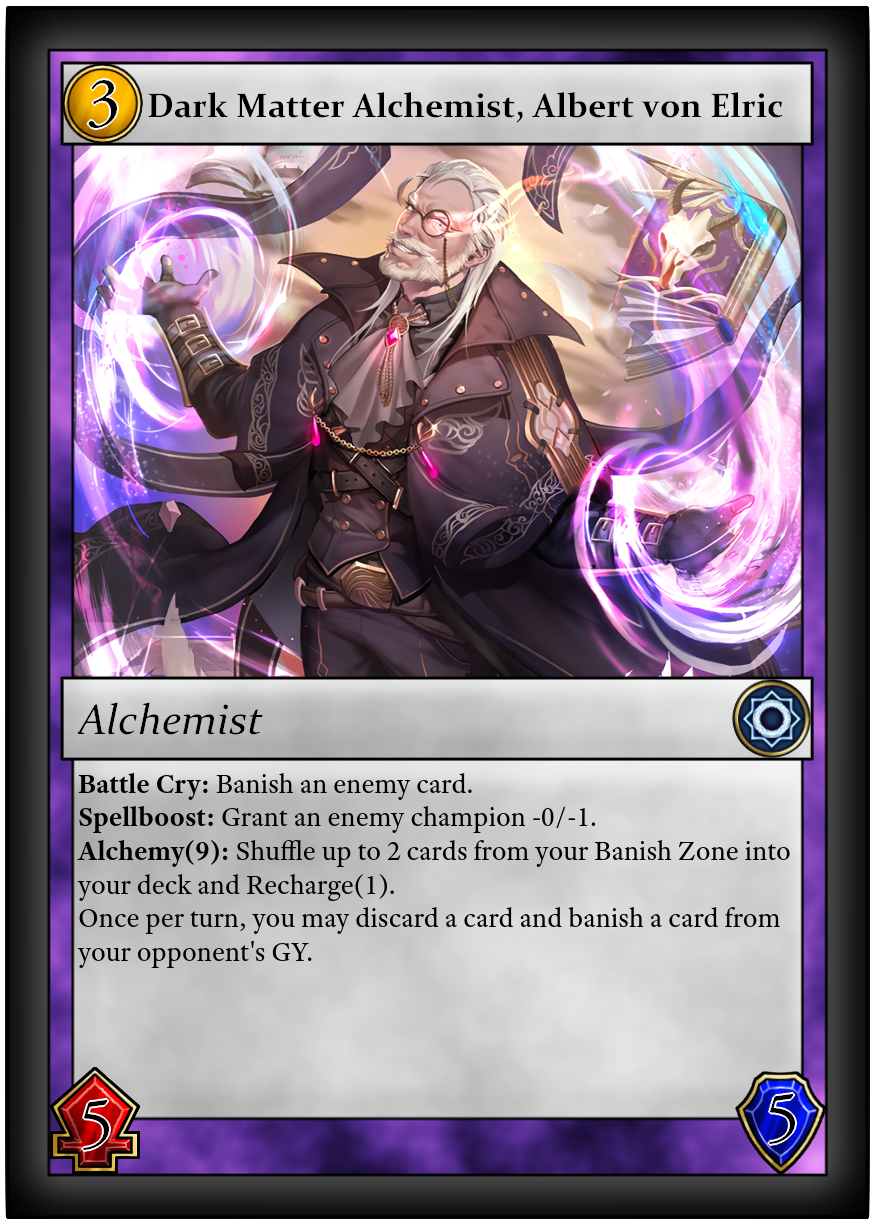 3 Dark Matter Alchemist, Albert von Elric
Alchemist
Battle Cry: Banish an enemy card.
Spellboost: Grant an enemy champion -0/-1.
Alchemy(9): Shuffle up to 2 cards from your Banish Zone into
your deck and Recharge(1).
Once per turn, you may discard a card and banish a card from
your opponent's GY.
5 5